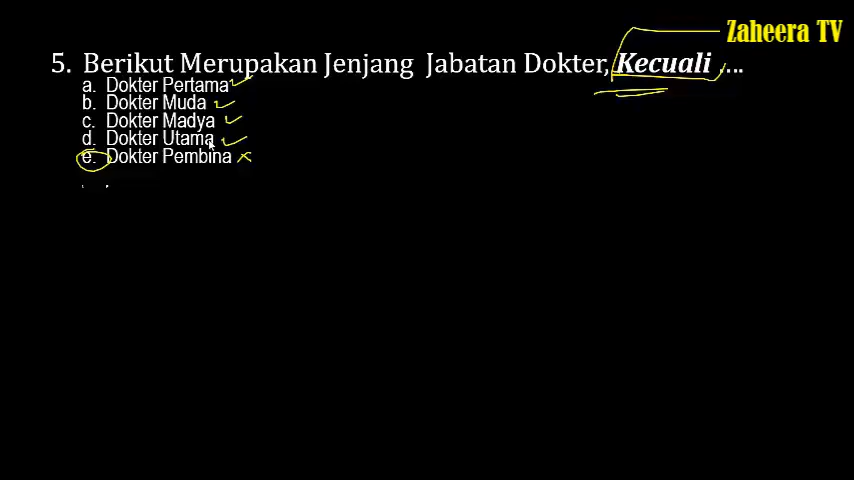 Zaheera TV
5. Berikut Merupakan Jenjang Jabatan Dokter, Kecuali ....
a. Dokter Pertama
b. Dokter Muda
c. Dokter Madya
d. Dokter Utama
e. Dokter Pembina